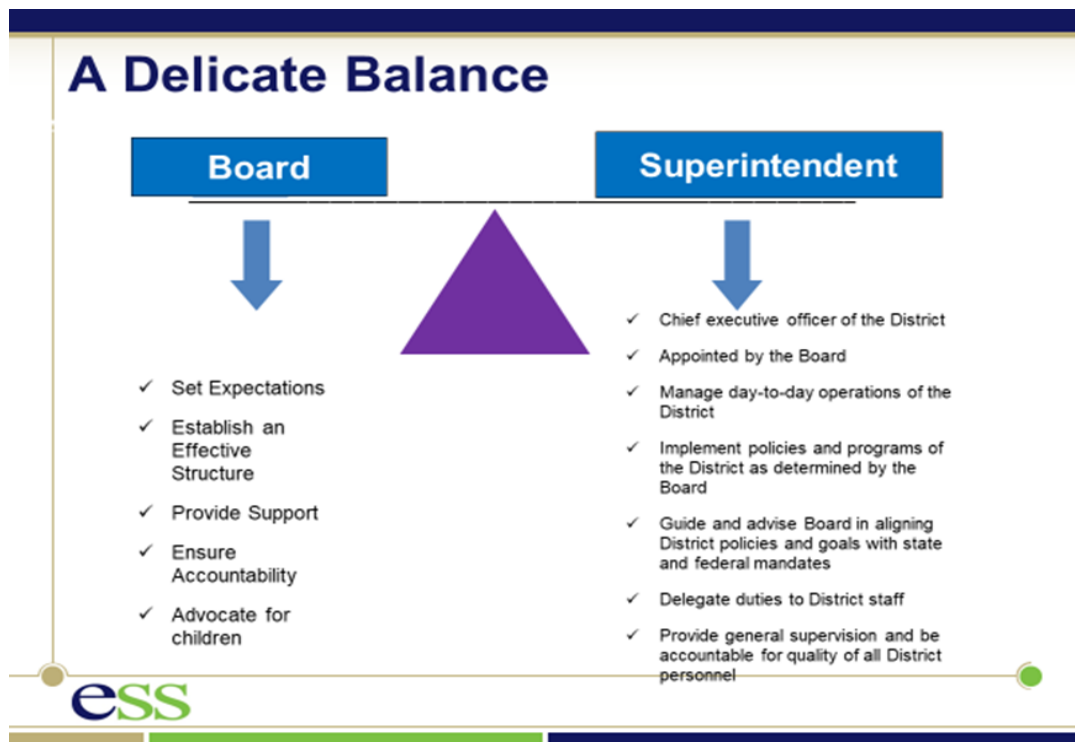 A Delicate Balance
Board
Superintendent
✓ Set Expectations
✓ Establish an
Effective
Structure
✓ Provide Support
✓ Ensure
Accountability
✓ Advocate for
children
✓ Chief executive officer of the District
✓ Appointed by the Board
✓ Manage day-to-day operations of the
District
✓ Implement policies and programs of
the District as determined by the
Board
✓ Guide and advise Board in aligning
District policies and goals with state
and federal mandates
✓ Delegate duties to District staff
✓ Provide general supervision and be
accountable for quality of all District
personnel
ess